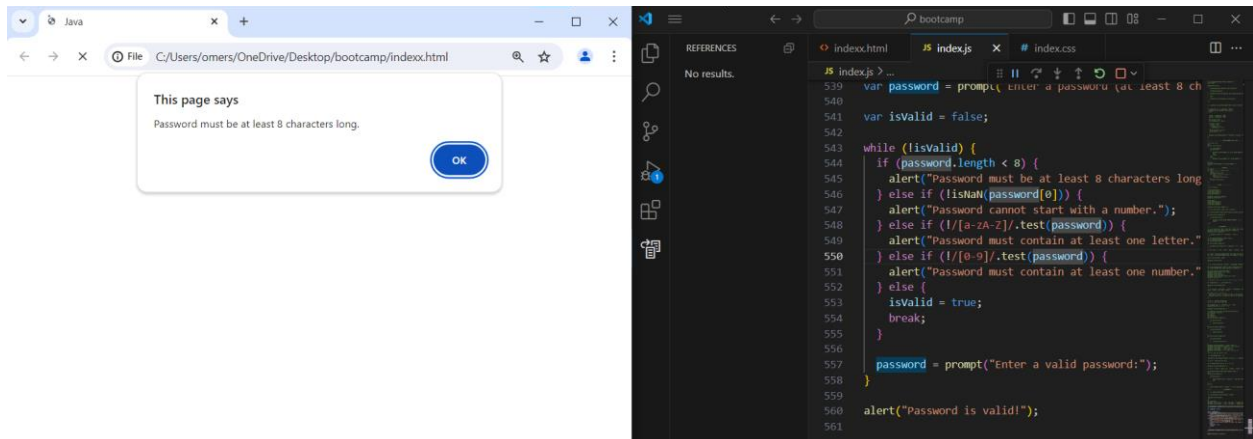 Java
File C:/Users/omers/OneDrive/Desktop/bootcamp/indexx.html
This page says
Password must be at least 8 characters long.
OK
bootcamp
REFERENCES
No results.
indexx.html JS index.js # index.css
JS index.js > ...
539 var password = prompt("Enter a password (at least 8 ch
540
541 var isValid = false;
542
543 while (!isValid) {
544 if (password.length < 8) {
545 alert("Password must be at least 8 characters long
546 } else if (!isNaN(password[0])) {
547 alert("Password cannot start with a number.");
548 } else if (!/[a-zA-Z]/.test(password)) {
549 alert("Password must contain at least one letter."
550 } else if (!/[0-9]/.test(password)) {
551 alert("Password must contain at least one number."
552 } else {
553 isValid = true;
554 break;
555 }
556
557 password = prompt("Enter a valid password:");
558 }
559
560 alert("Password is valid!");
561